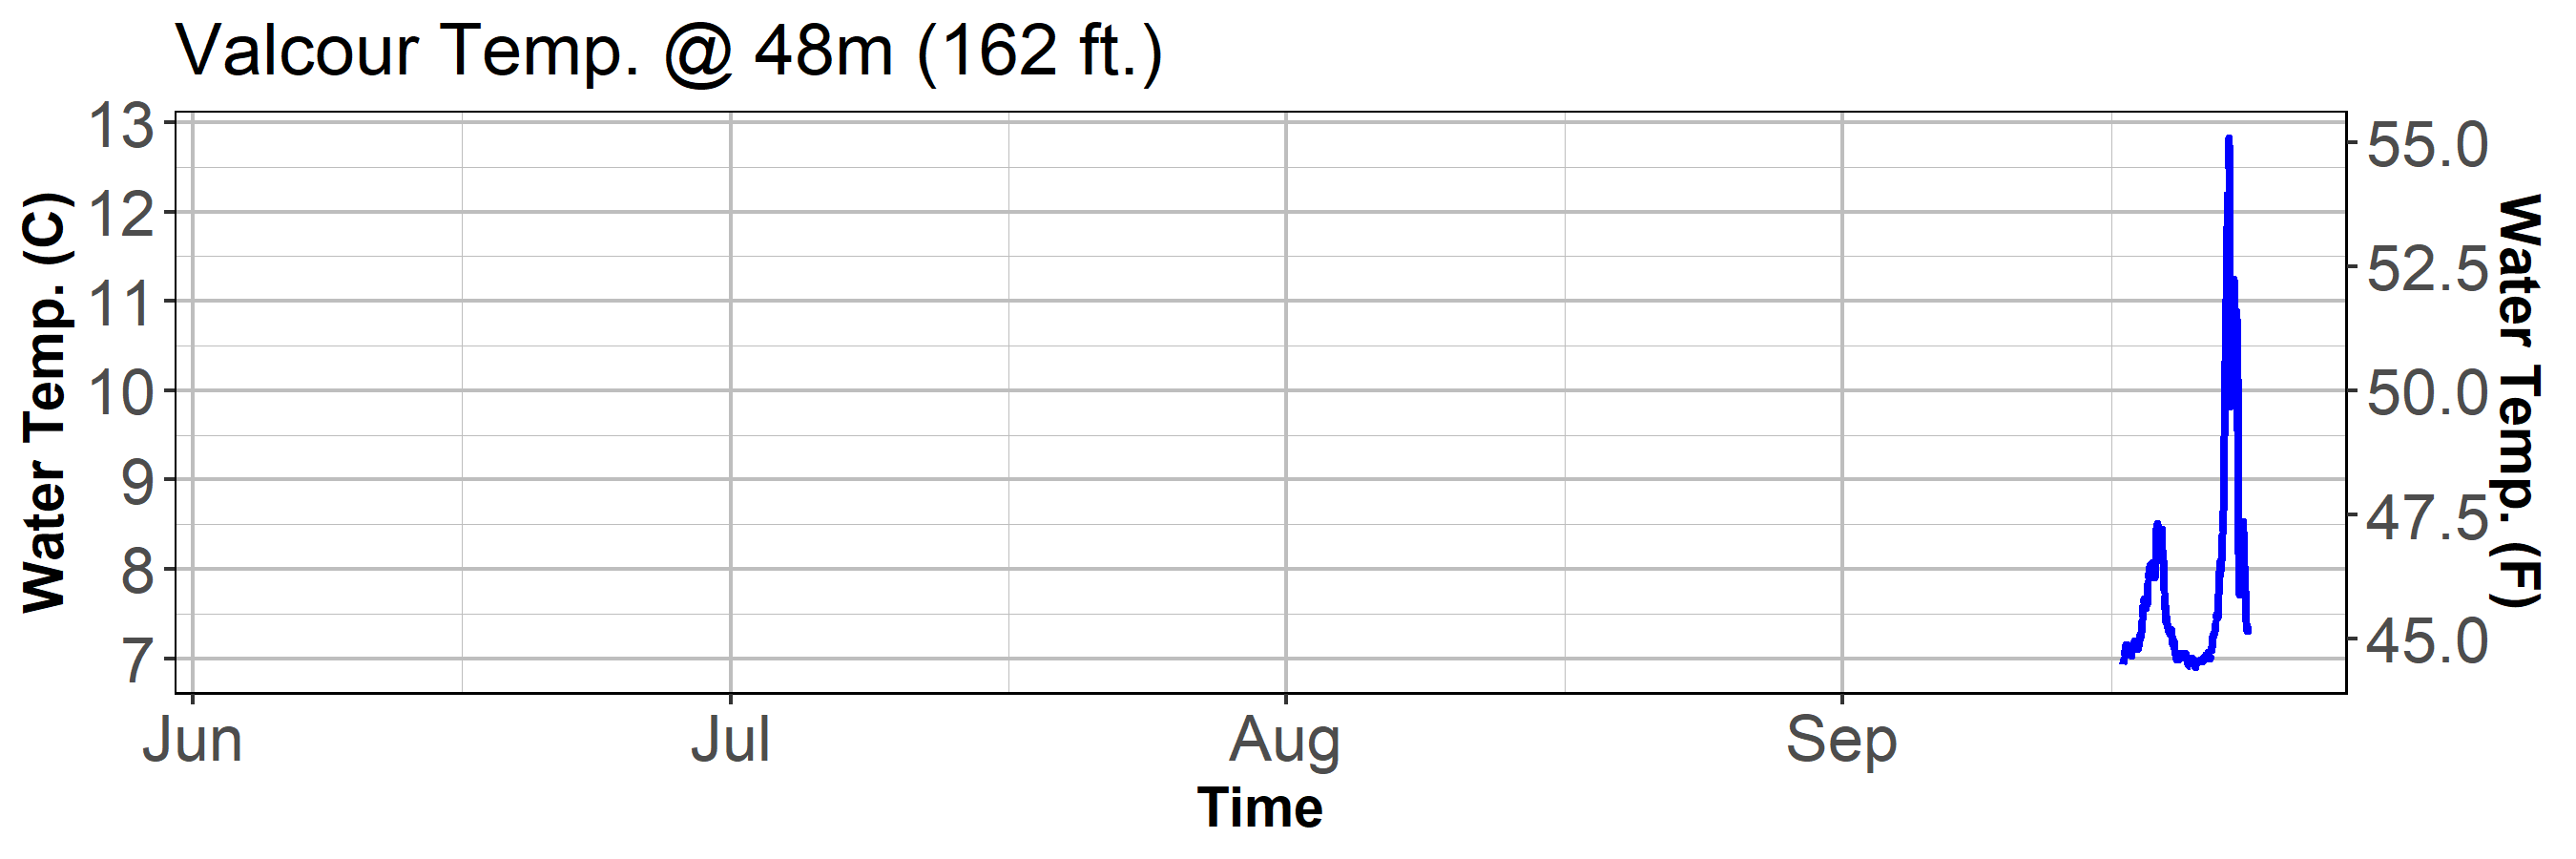 Valcour Temp. @ 48m (162 ft.)
Water Temp. (C)
13
12
11
10
9
8
7
55.0
52.5
50.0
47.5
45.0
Water Temp. (F)
Jun Jul Aug Sep
Time